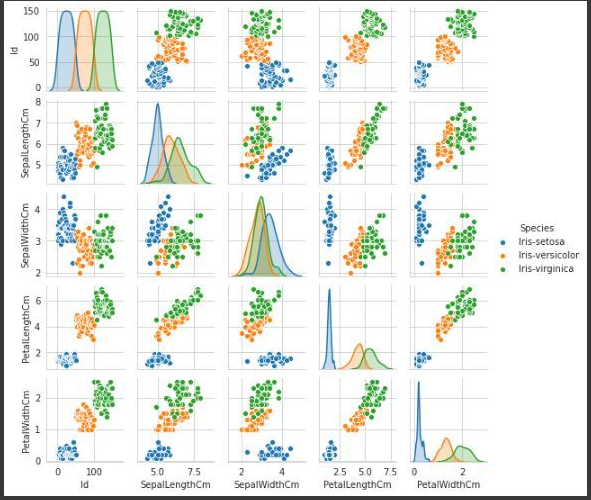 150
100
50
0
Id
8
7
6
5
SepalLengthCm
4
3
2
SepalWidthCm
Species
Iris-setosa
Iris-versicolor
Iris-virginica
6
4
2
PetalLengthCm
2
1
0
PetalWidthCm
0 100
Id
5.0 7.5
SepalLengthCm
2 4
SepalWidthCm
2.5 5.0 7.5
PetalLengthCm
0 2
PetalWidthCm